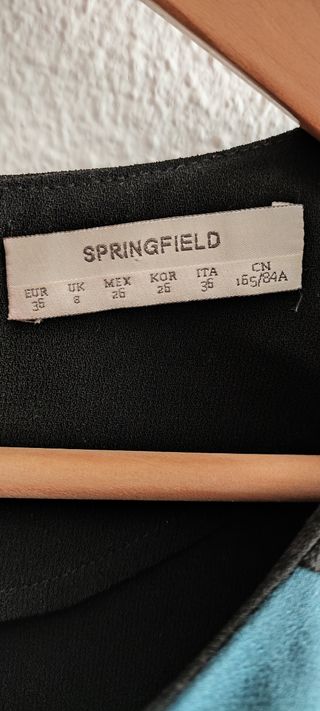 SPRINGFIELD
EUR UK MEX KOR ITA CN
36 8 26 26 36 165/84A